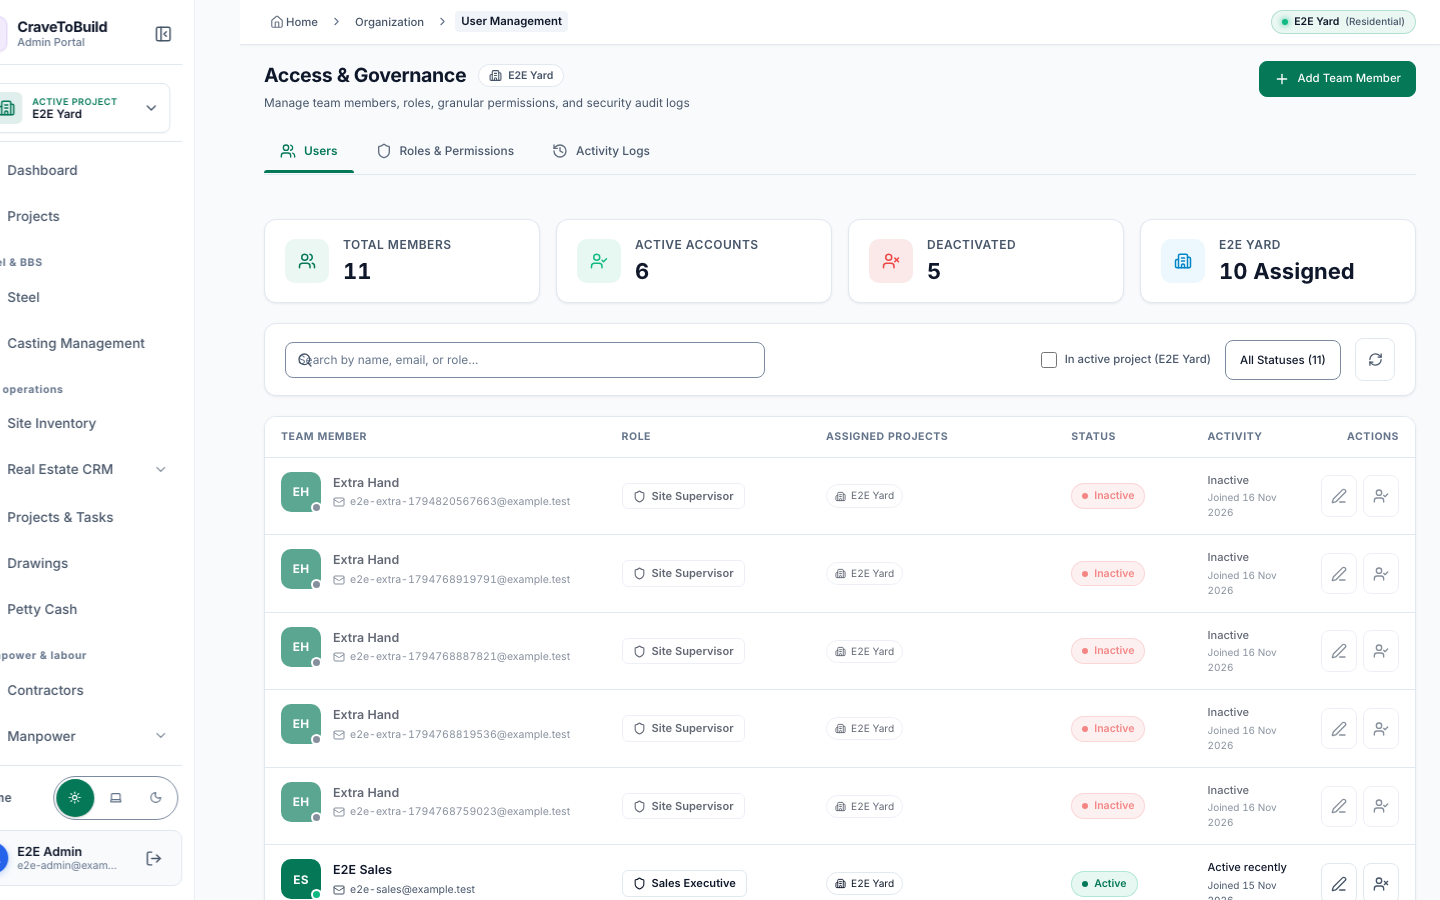 CraveToBuild
Admin Portal
ACTIVE PROJECT
E2E Yard
Dashboard
Projects
el & BBS
Steel
Casting Management
operations
Site Inventory
Real Estate CRM
Projects & Tasks
Drawings
Petty Cash
power & labour
Contractors
Manpower
me
E2E Admin
e2e-admin@exam...
Home
Organization
User Management
E2E Yard (Residential)
Access & Governance
E2E Yard
Manage team members, roles, granular permissions, and security audit logs
Add Team Member
Users
Roles & Permissions
Activity Logs
TOTAL MEMBERS
11
ACTIVE ACCOUNTS
6
DEACTIVATED
5
E2E YARD
10 Assigned
Search by name, email, or role...
In active project (E2E Yard)
All Statuses (11)
TEAM MEMBER ROLE ASSIGNED PROJECTS STATUS ACTIVITY ACTIONS
Extra Hand
e2e-extra-1794820567663@example.test
Site Supervisor
E2E Yard
Inactive
Inactive
Joined 16 Nov
2026
Extra Hand
e2e-extra-1794768919791@example.test
Site Supervisor
E2E Yard
Inactive
Inactive
Joined 16 Nov
2026
Extra Hand
e2e-extra-1794768887821@example.test
Site Supervisor
E2E Yard
Inactive
Inactive
Joined 16 Nov
2026
Extra Hand
e2e-extra-1794768819536@example.test
Site Supervisor
E2E Yard
Inactive
Inactive
Joined 16 Nov
2026
Extra Hand
e2e-extra-1794768759023@example.test
Site Supervisor
E2E Yard
Inactive
Inactive
Joined 16 Nov
2026
E2E Sales
e2e-sales@example.test
Sales Executive
E2E Yard
Active
Active recently
Joined 15 Nov
2026
EH
EH
EH
EH
EH
ES